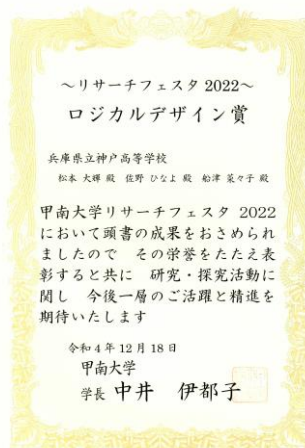 ～リサーチフェスタ 2022～
ロジカルデザイン賞
兵庫県立神戸高等学校
松本 大輝 殿 佐野 ひなよ 殿 船津 菜々子 殿
甲南大学リサーチフェスタ 2022
において頭書の成果をおさめられ
ましたので その栄誉をたたえ表
彰すると共に 研究・探究活動に
関し 今後一層のご活躍と精進を
期待いたします
令和4年12月18日
甲南大学
学長 中井 伊都子